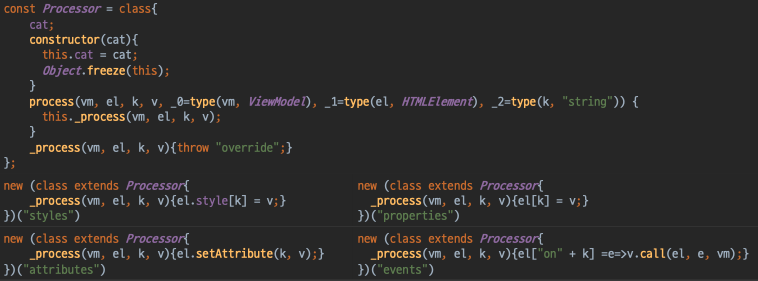 const Processor = class{
cat;
constructor(cat){
this.cat = cat;
Object.freeze(this);
}
process(vm, el, k, v, _0=type(vm, ViewModel), _1=type(el, HTMLElement), _2=type(k, "string")) {
this._process(vm, el, k, v);
}
_process(vm, el, k, v){throw "override";}
};
new (class extends Processor{
_process(vm, el, k, v){el.style[k] = v;}
})("styles")
new (class extends Processor{
_process(vm, el, k, v){el[k] = v;}
})("properties")
new (class extends Processor{
_process(vm, el, k, v){el.setAttribute(k, v);}
})("attributes")
new (class extends Processor{
_process(vm, el, k, v){el["on" + k] =e=>v.call(el, e, vm);}
})("events")